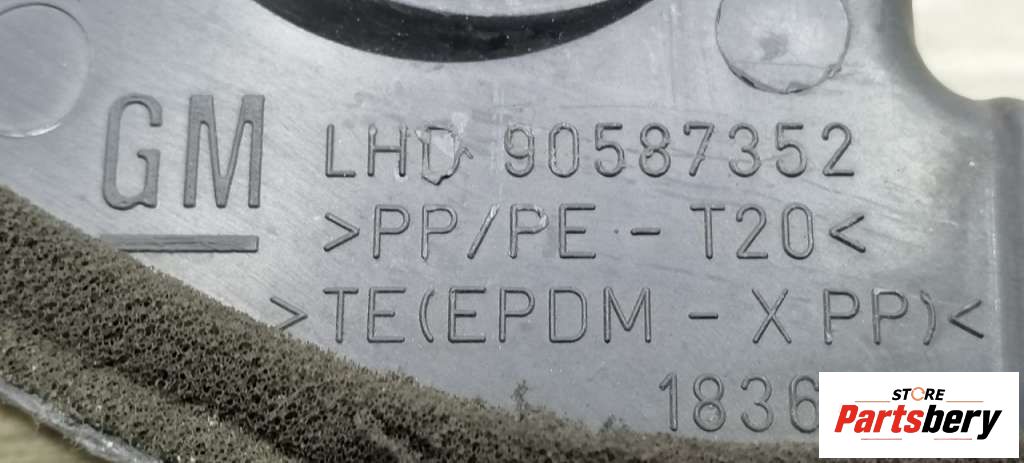 GM LHD 90587352
>PP/PE - T20<
>TE(EPDM - X PP)<
1836
STORE
Partsbery